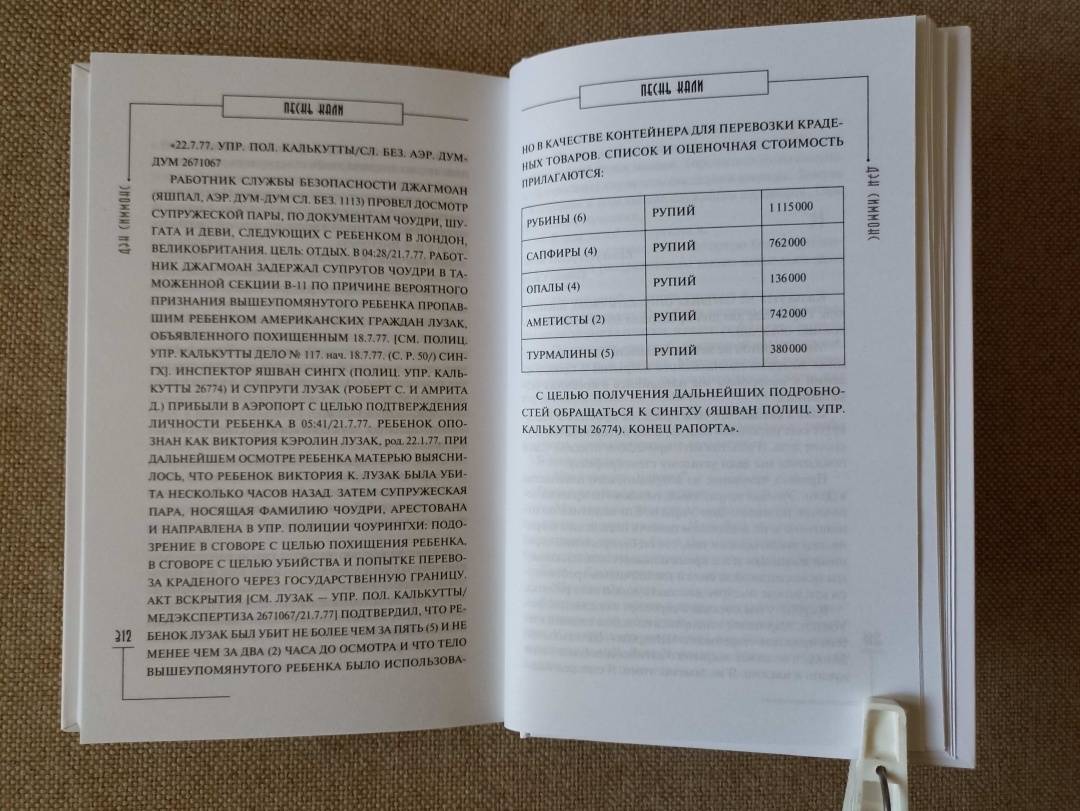 ПЕСНЬ КАЛИ
ДЭН СИММОНС
«22.7.77. УПР. ПОЛ. КАЛЬКУТТЫ/СЛ. БЕЗ. АЭР. ДУМ-
ДУМ 2671067
РАБОТНИК СЛУЖБЫ БЕЗОПАСНОСТИ ДЖАГМОАН
(ЯШПАЛ, АЭР. ДУМ-ДУМ СЛ. БЕЗ. 1113) ПРОВЕЛ ДОСМОТР
СУПРУЖЕСКОЙ ПАРЫ, ПО ДОКУМЕНТАМ ЧОУДРИ, ШУ-
ГАТА И ДЕВИ, СЛЕДУЮЩИХ С РЕБЕНКОМ В ЛОНДОН,
ВЕЛИКОБРИТАНИЯ. ЦЕЛЬ: ОТДЫХ. В 04:28/21.7.77. РАБОТ-
НИК ДЖАГМОАН ЗАДЕРЖАЛ СУПРУГОВ ЧОУДРИ В ТА-
МОЖЕННОЙ СЕКЦИИ В-11 ПО ПРИЧИНЕ ВЕРОЯТНОГО
ПРИЗНАНИЯ ВЫШЕУПОМЯНУТОГО РЕБЕНКА ПРОПАВ-
ШИМ РЕБЕНКОМ АМЕРИКАНСКИХ ГРАЖДАН ЛУЗАК,
ОБЪЯВЛЕННОГО ПОХИЩЕННЫМ 18.7.77. [СМ. ПОЛИЦ.
УПР. КАЛЬКУТТЫ ДЕЛО № 117. нач. 18.7.77. (С. Р. 50/) СИН-
ГХ]. ИНСПЕКТОР ЯШВАН СИНГХ (ПОЛИЦ. УПР. КАЛЬ-
КУТТЫ 26774) И СУПРУГИ ЛУЗАК (РОБЕРТ С. И АМРИТА
Д.) ПРИБЫЛИ В АЭРОПОРТ С ЦЕЛЬЮ ПОДТВЕРЖДЕНИЯ
ЛИЧНОСТИ РЕБЕНКА В 05:41/21.7.77. РЕБЕНОК ОПО-
ЗНАН КАК ВИКТОРИЯ КЭРОЛИН ЛУЗАК, род. 22.1.77. ПРИ
ДАЛЬНЕЙШЕМ ОСМОТРЕ РЕБЕНКА МАТЕРЬЮ ВЫЯСНИ-
ЛОСЬ, ЧТО РЕБЕНОК ВИКТОРИЯ К. ЛУЗАК БЫЛА УБИ-
ТА НЕСКОЛЬКО ЧАСОВ НАЗАД. ЗАТЕМ СУПРУЖЕСКАЯ
ПАРА, НОСЯЩАЯ ФАМИЛИЮ ЧОУДРИ, АРЕСТОВАНА
И НАПРАВЛЕНА В УПР. ПОЛИЦИИ ЧОУРИНГХИ: ПОДО-
ЗРЕНИЕ В СГОВОРЕ С ЦЕЛЬЮ ПОХИЩЕНИЯ РЕБЕНКА,
В СГОВОРЕ С ЦЕЛЬЮ УБИЙСТВА И ПОПЫТКЕ ПЕРЕВО-
ЗА КРАДЕНОГО ЧЕРЕЗ ГОСУДАРСТВЕННУЮ ГРАНИЦУ.
АКТ ВСКРЫТИЯ [СМ. ЛУЗАК — УПР. ПОЛ. КАЛЬКУТТЫ/
МЕДЭКСПЕРТИЗА 2671067/21.7.77] ПОДТВЕРДИЛ, ЧТО РЕ-
БЕНОК ЛУЗАК БЫЛ УБИТ НЕ БОЛЕЕ ЧЕМ ЗА ПЯТЬ (5) И НЕ
МЕНЕЕ ЧЕМ ЗА ДВА (2) ЧАСА ДО ОСМОТРА И ЧТО ТЕЛО
ВЫШЕУПОМЯНУТОГО РЕБЕНКА БЫЛО ИСПОЛЬЗОВА-
312
ПЕСНЬ КАЛИ
ДЭН СИММОНС
НО В КАЧЕСТВЕ КОНТЕЙНЕРА ДЛЯ ПЕРЕВОЗКИ КРАДЕ-
НЫХ ТОВАРОВ. СПИСОК И ОЦЕНОЧНАЯ СТОИМОСТЬ
ПРИЛАГАЮТСЯ:
РУБИНЫ (6) РУПИЙ 1 115 000
САПФИРЫ (4) РУПИЙ 762 000
ОПАЛЫ (4) РУПИЙ 136 000
АМЕТИСТЫ (2) РУПИЙ 742 000
ТУРМАЛИНЫ (5) РУПИЙ 380 000
С ЦЕЛЬЮ ПОЛУЧЕНИЯ ДАЛЬНЕЙШИХ ПОДРОБНО-
СТЕЙ ОБРАЩАТЬСЯ К СИНГХУ (ЯШВАН ПОЛИЦ. УПР.
КАЛЬКУТТЫ 26774). КОНЕЦ РАПОРТА».